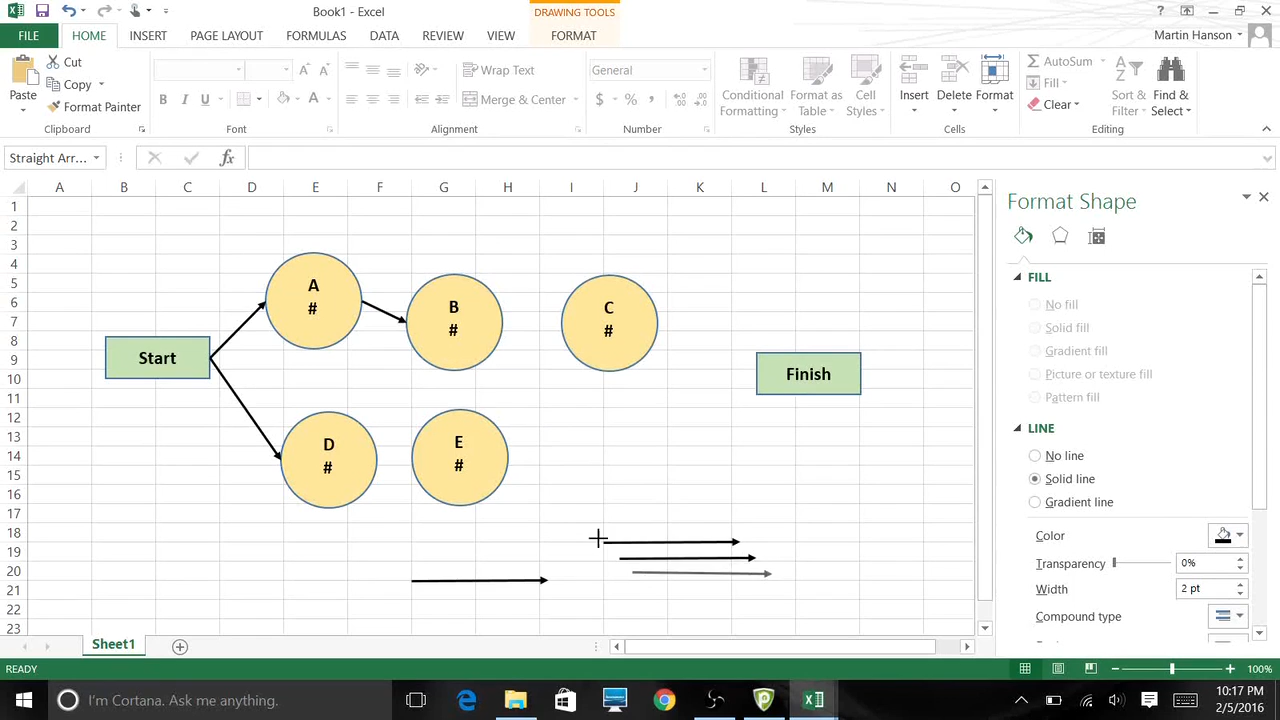 Book1 - Excel
DRAWING TOOLS
?
FILE
HOME
INSERT
PAGE LAYOUT
FORMULAS
DATA
REVIEW
VIEW
FORMAT
Martin Hanson
Paste
Cut
Copy
Format Painter
Clipboard
B I U
A
Font
Wrap Text
Merge & Center
Alignment
General
$ % ,
Number
Conditional Formatting
Format as Table
Cell Styles
Styles
Insert
Delete
Format
Cells
AutoSum
Fill
Clear
Sort & Filter
Find & Select
Editing
Straight Arr...
fx
A B C D E F G H I J K L M N O
1
2
3
4
5
6
7
8
9
10
11
12
13
14
15
16
17
18
19
20
21
22
23
A
#
B
#
C
#
Start
Finish
D
#
E
#
Format Shape
FILL
No fill
Solid fill
Gradient fill
Picture or texture fill
Pattern fill
LINE
No line
Solid line
Gradient line
Color
Transparency
0%
Width
2 pt
Compound type
Sheet1
READY
100%
I'm Cortana. Ask me anything.
10:17 PM
2/5/2016